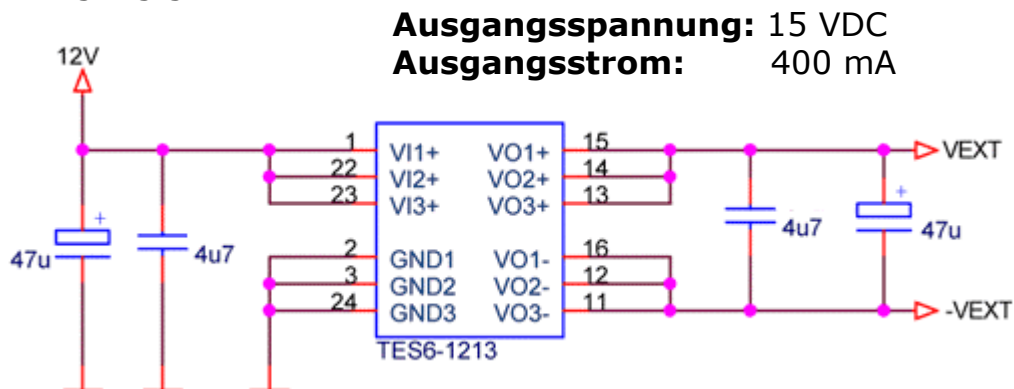 Ausgangsspannung: 15 VDC
Ausgangsstrom: 400 mA
12V
1 VI1+ VO1+ 15 VEXT
22 VI2+ VO2+ 14
23 VI3+ VO3+ 13
+ 4u7 + 47u
47u 4u7
2 GND1 VO1- 16
3 GND2 VO2- 12
24 GND3 VO3- 11 -VEXT
TES6-1213